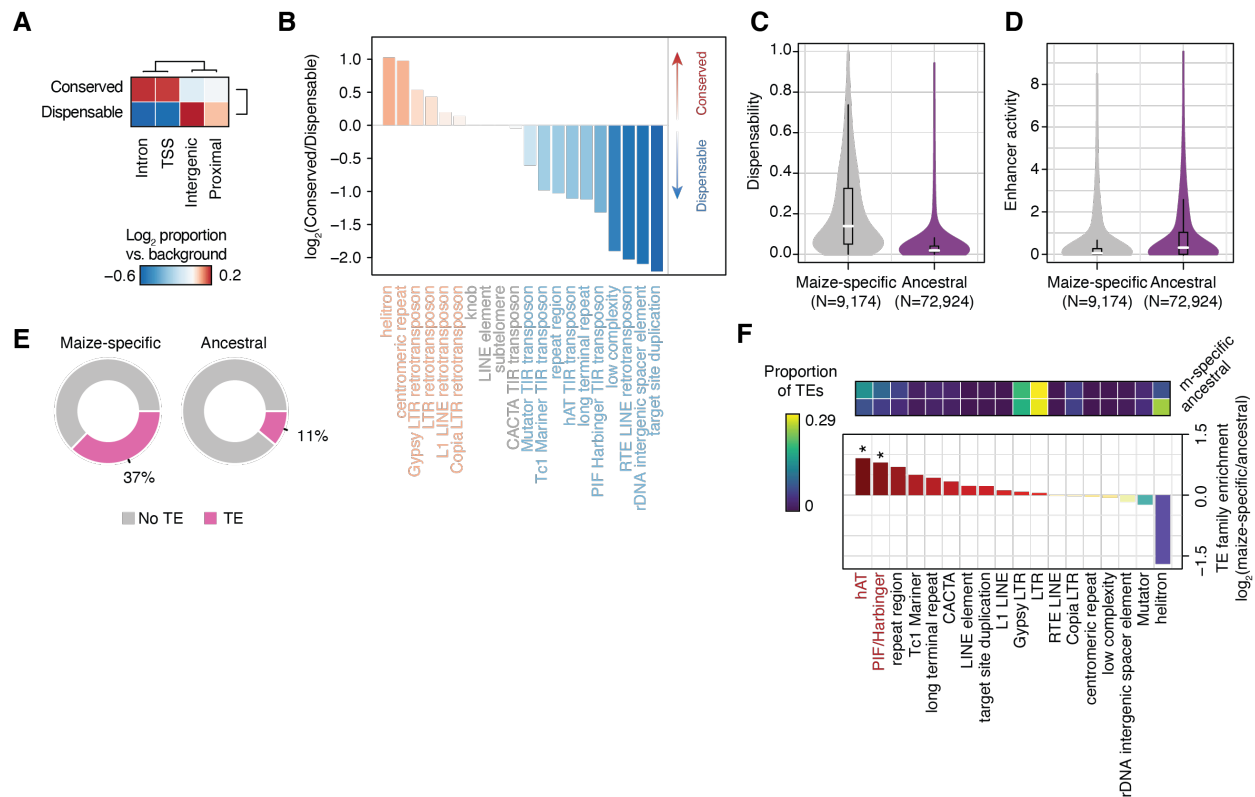 A
Conserved
Dispensable
Intron
TSS
Intergenic
Proximal
Log2 proportion
vs. background
−0.6
0.2
B
log2(Conserved/Dispensable)
1.0
0.5
0.0
−0.5
−1.0
−1.5
−2.0
Conserved
Dispensable
helitron
centromeric repeat
Gypsy LTR retrotransposon
LTR retrotransposon
L1 LINE retrotransposon
Copia LTR retrotransposon
knob
LINE element
subtelomere
CACTA TIR transposon
Mutator TIR transposon
Tc1 Mariner TIR transposon
repeat region
hAT TIR transposon
long terminal repeat
PIF Harbinger TIR transposon
low complexity
RTE LINE retrotransposon
rDNA intergenic spacer element
target site duplication
C
Dispensability
1.0
0.8
0.6
0.4
0.2
0.0
Maize-specific
(N=9,174)
Ancestral
(N=72,924)
D
Enhancer activity
8
6
4
2
0
Maize-specific
(N=9,174)
Ancestral
(N=72,924)
E
Maize-specific
Ancestral
37%
11%
No TE
TE
F
Proportion
of TEs
0.29
0
m-specific
ancestral
*
*
1.5
0.0
−1.5
TE family enrichment
log2(maize-specific/ancestral)
hAT
PIF/Harbinger
repeat region
Tc1 Mariner
long terminal repeat
CACTA
LINE element
target site duplication
L1 LINE
Gypsy LTR
LTR
RTE LINE
Copia LTR
centromeric repeat
low complexity
rDNA intergenic spacer element
Mutator
helitron